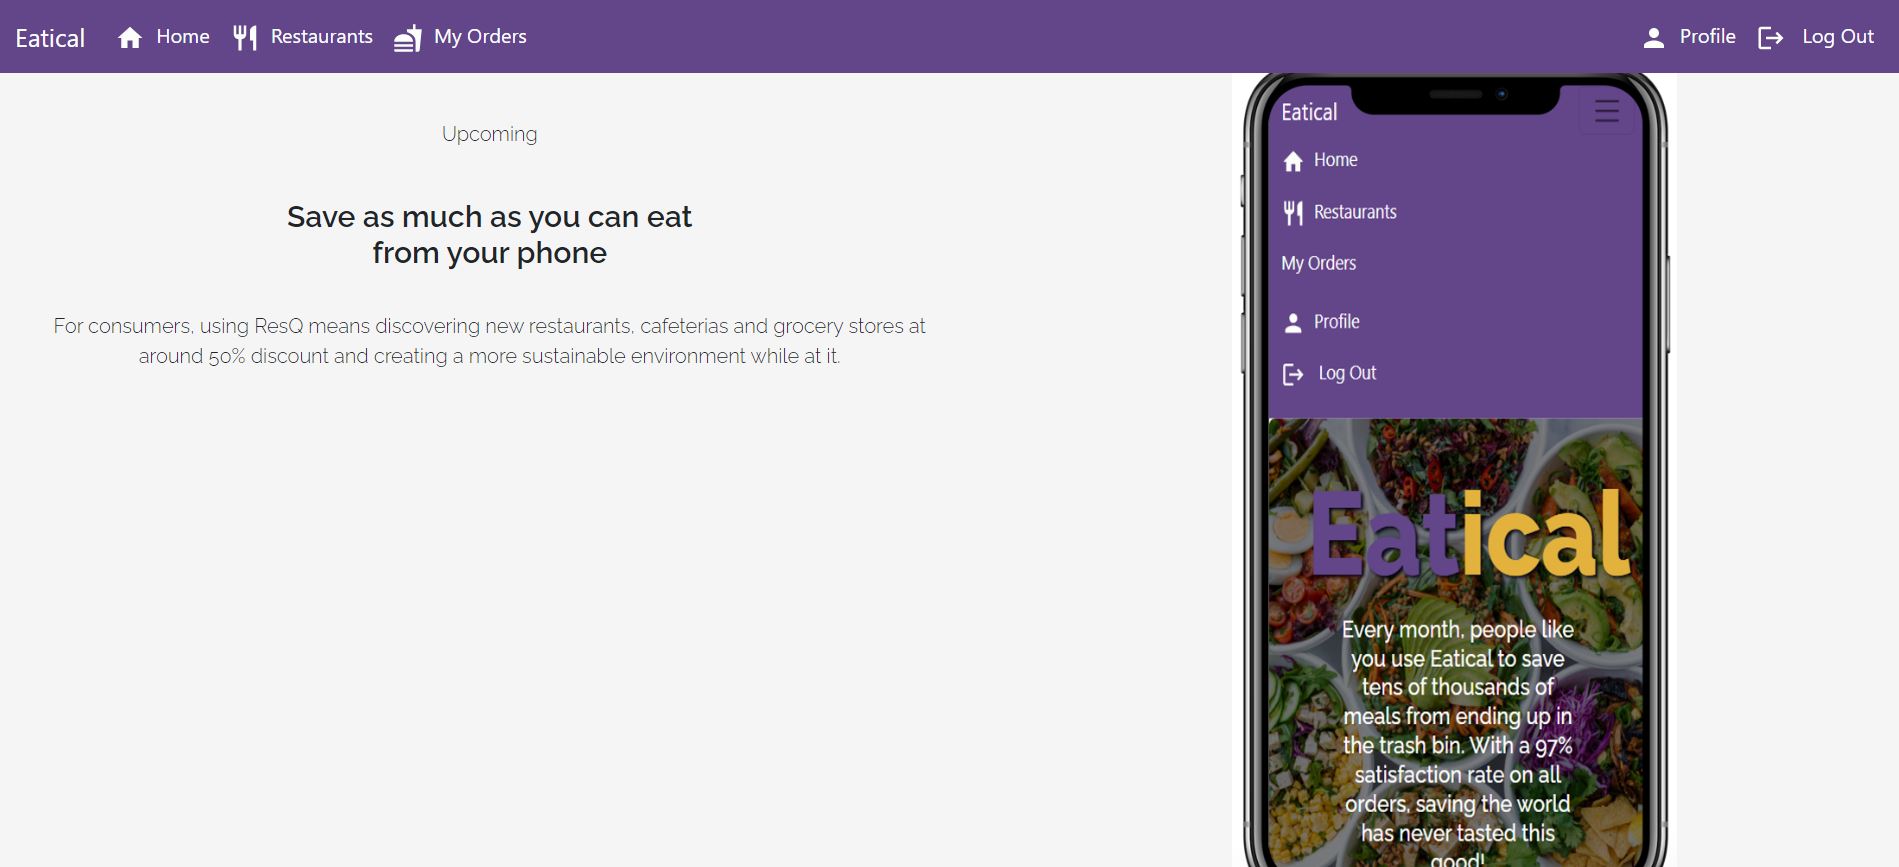 Eatical Home Restaurants My Orders Profile Log Out
Upcoming
Save as much as you can eat
from your phone
For consumers, using ResQ means discovering new restaurants, cafeterias and grocery stores at
around 50% discount and creating a more sustainable environment while at it.
Eatical
Home
Restaurants
My Orders
Profile
Log Out
Eatical
Every month, people like
you use Eatical to save
tens of thousands of
meals from ending up in
the trash bin. With a 97%
satisfaction rate on all
orders, saving the world
has never tasted this
good!